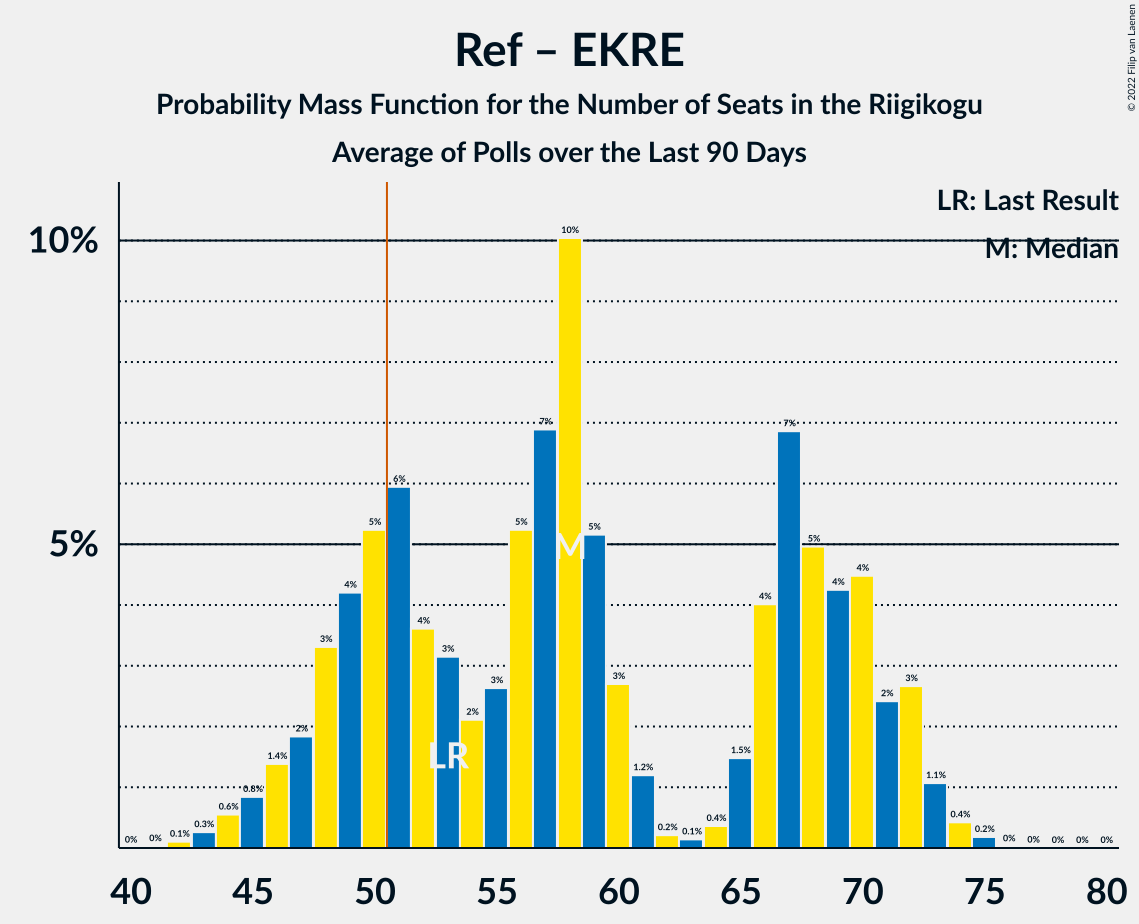 Ref – EKRE
Probability Mass Function for the Number of Seats in the Riigikogu
Average of Polls over the Last 90 Days
© 2022 Filip van Laenen
LR: Last Result
M: Median
10%
5%
0% 0% 0.1% 0.3% 0.6% 0.8% 1.4% 2% 3% 4% 5% 6% 4% 3% 2% 3% 5% 7% 10% 5% 3% 1.2% 0.2% 0.1% 0.4% 1.5% 4% 7% 5% 4% 4% 2% 3% 1.1% 0.4% 0.2% 0% 0% 0% 0% 0%
M
LR
40 45 50 55 60 65 70 75 80